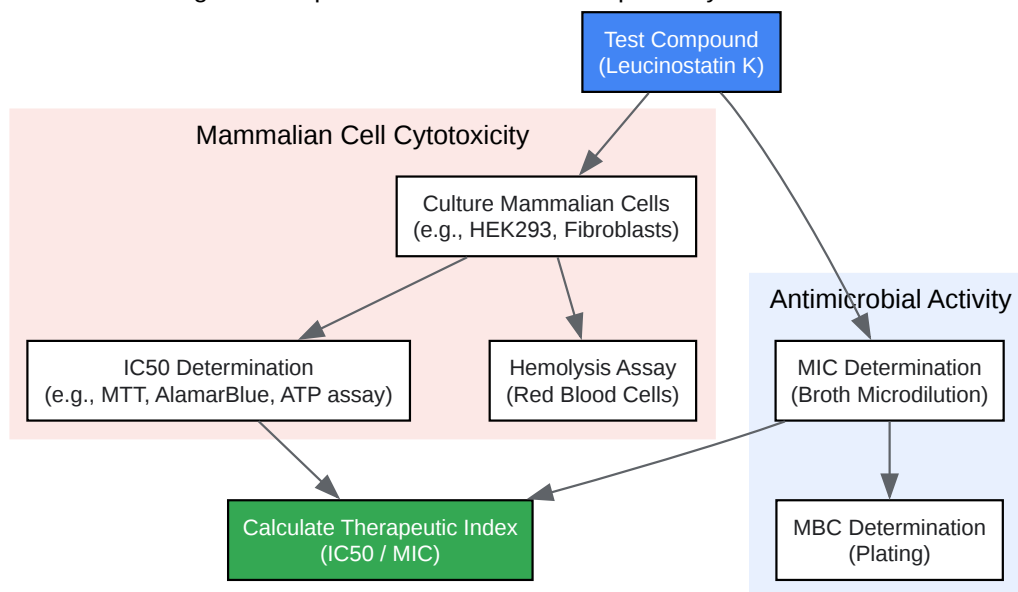 Test Compound
(Leucinostatin K)
Mammalian Cell Cytotoxicity
Culture Mammalian Cells
(e.g., HEK293, Fibroblasts)
Antimicrobial Activity
IC50 Determination
(e.g., MTT, AlamarBlue, ATP assay)
Hemolysis Assay
(Red Blood Cells)
MIC Determination
(Broth Microdilution)
Calculate Therapeutic Index
(IC50 / MIC)
MBC Determination
(Plating)